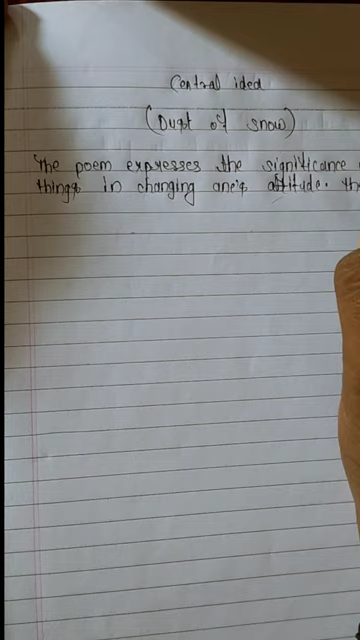 Central idea
(Dust of snow)
The poem expresses the significance
things in changing one's attitude. The